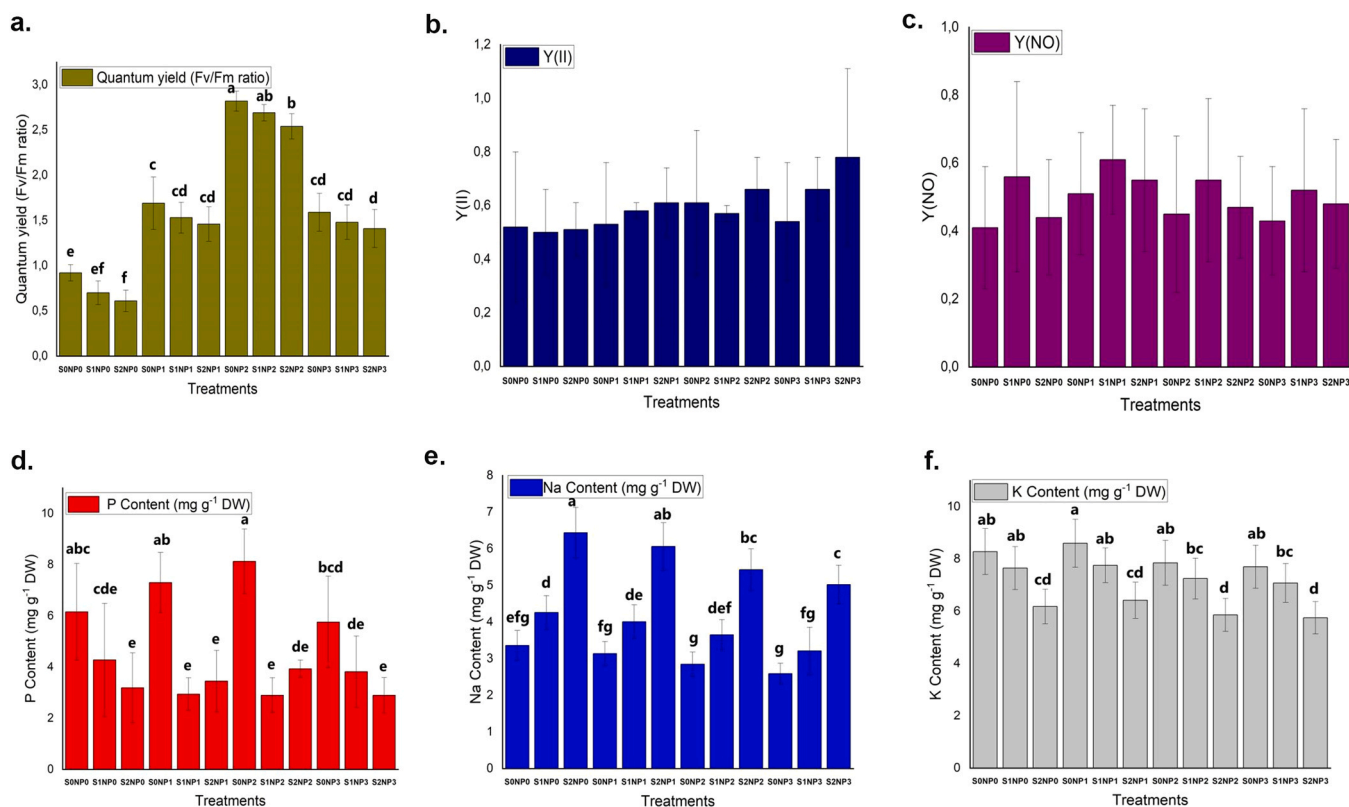 a.
Quantum yield (Fv/Fm ratio)
Quantum yield (Fv/Fm ratio)
3,0
2,5
2,0
1,5
1,0
0,5
0,0
e ef f c cd cd a ab b cd cd d
S0NP0 S1NP0 S2NP0 S0NP1 S1NP1 S2NP1 S0NP2 S1NP2 S2NP2 S0NP3 S1NP3 S2NP3
Treatments
b.
Y(II)
Y(II)
1,2
1,0
0,8
0,6
0,4
0,2
0,0
S0NP0 S1NP0 S2NP0 S0NP1 S1NP1 S2NP1 S0NP2 S1NP2 S2NP2 S0NP3 S1NP3 S2NP3
Treatments
c.
Y(NO)
Y(NO)
1,0
0,8
0,6
0,4
0,2
0,0
S0NP0 S1NP0 S2NP0 S0NP1 S1NP1 S2NP1 S0NP2 S1NP2 S2NP2 S0NP3 S1NP3 S2NP3
Treatments
d.
P Content (mg g-1 DW)
P Content (mg g-1 DW)
10
8
6
4
2
0
abc cde e ab e e a e de bcd de e
S0NP0 S1NP0 S2NP0 S0NP1 S1NP1 S2NP1 S0NP2 S1NP2 S2NP2 S0NP3 S1NP3 S2NP3
Treatments
e.
Na Content (mg g-1 DW)
Na Content (mg g-1 DW)
8
7
6
5
4
3
2
1
0
efg d a fg de ab g def bc g fg c
S0NP0 S1NP0 S2NP0 S0NP1 S1NP1 S2NP1 S0NP2 S1NP2 S2NP2 S0NP3 S1NP3 S2NP3
Treatments
f.
K Content (mg g-1 DW)
K Content (mg g-1 DW)
10
8
6
4
2
0
ab ab cd a ab cd ab bc d ab bc d
S0NP0 S1NP0 S2NP0 S0NP1 S1NP1 S2NP1 S0NP2 S1NP2 S2NP2 S0NP3 S1NP3 S2NP3
Treatments